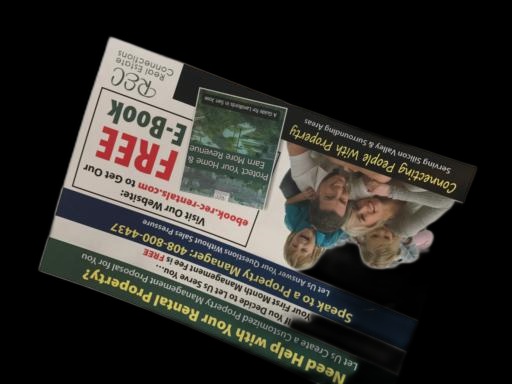 Need Help with Your Rental Property?
Let Us Create a Customized Property Management Proposal for You
If You Decide to Let Us Serve You...
Your First Month Management Fee is FREE
Speak to a Property Manager: 408-800-4437
Let Us Answer Your Questions Without Sales Pressure
Visit Our Website:
ebook.rec-rentals.com to Get Our
FREE
E-Book
Protect Your Home &
Earn More Revenue
A Guide for Landlords in San Jose
Connecting People With Property
Serving Silicon Valley & Surrounding Areas
REC
Real Estate
Connections